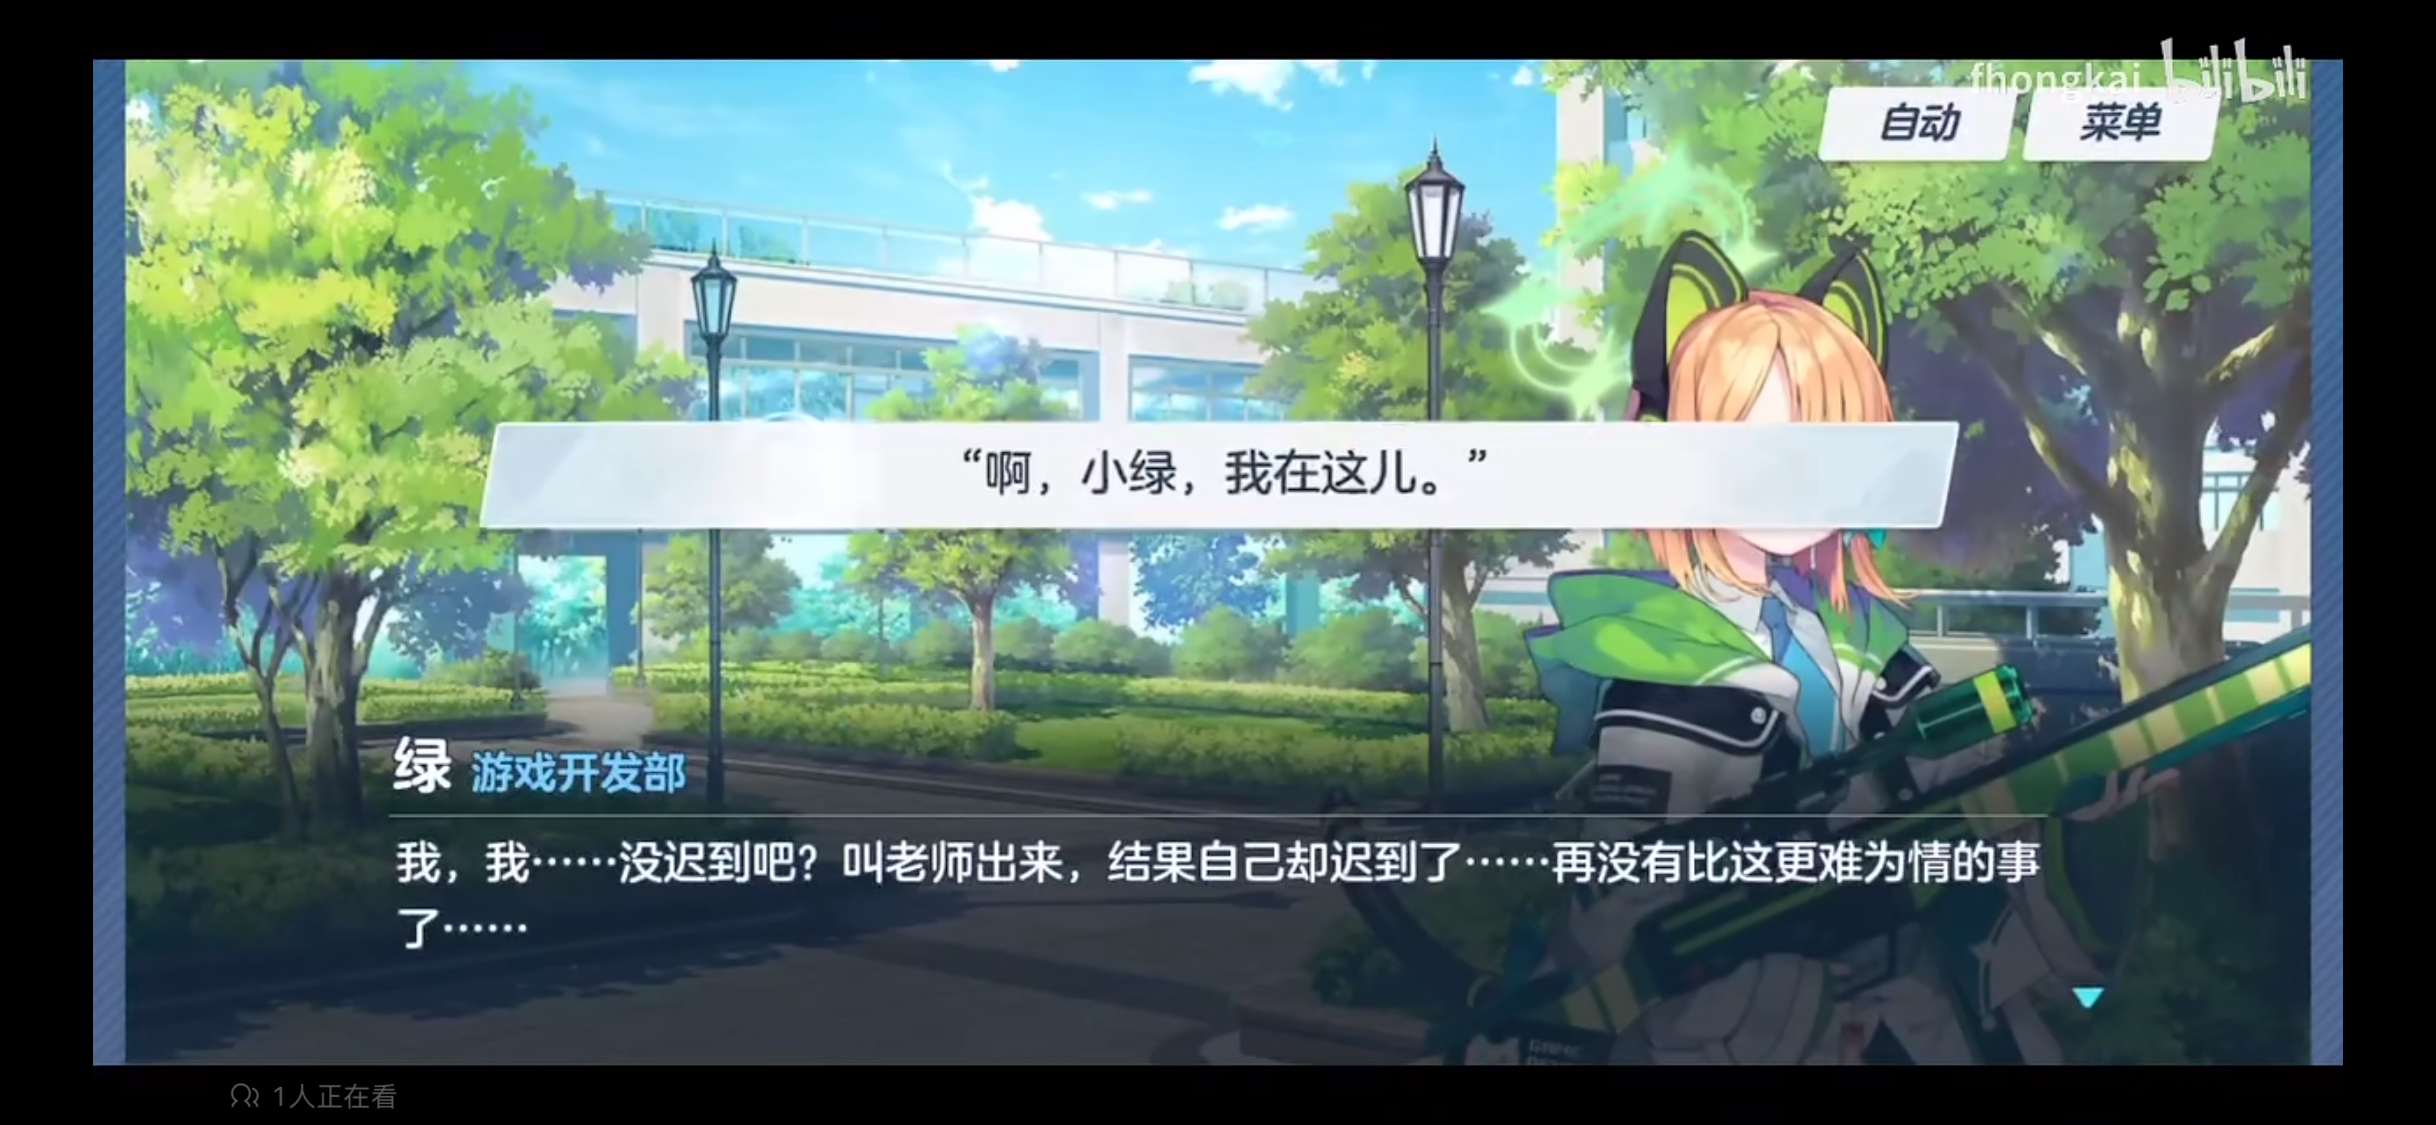 fhongkai bilibili
自动 菜单
“啊，小绿，我在这儿。”
绿 游戏开发部
我，我……没迟到吧？叫老师出来，结果自己却迟到了……再没有比这更难为情的事
了……
1人正在看